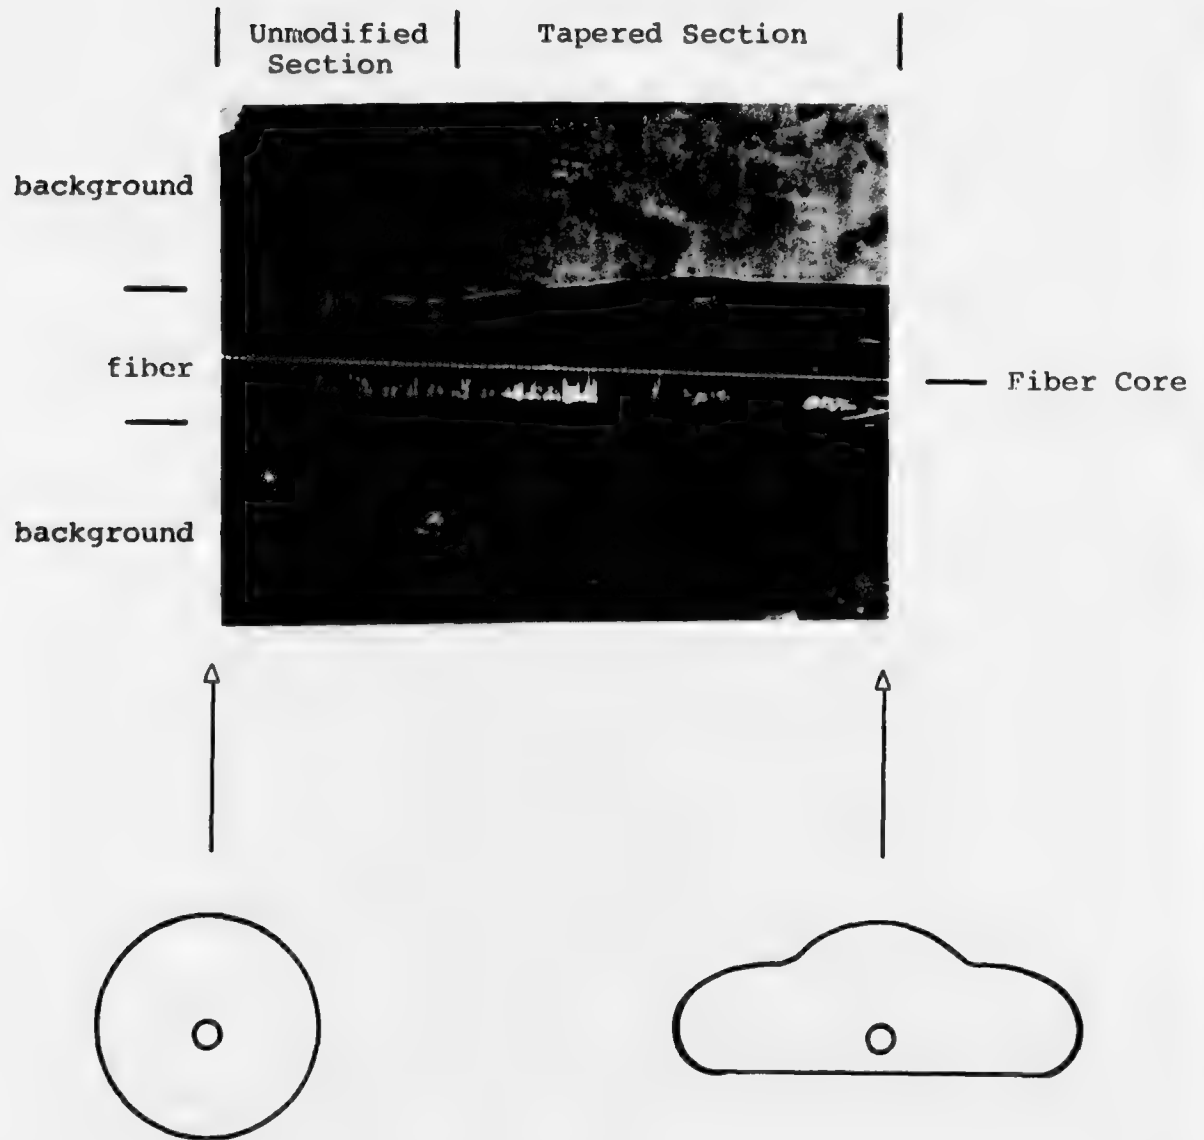 Unmodified
Section
Tapered Section
background
fiber
Fiber Core
background